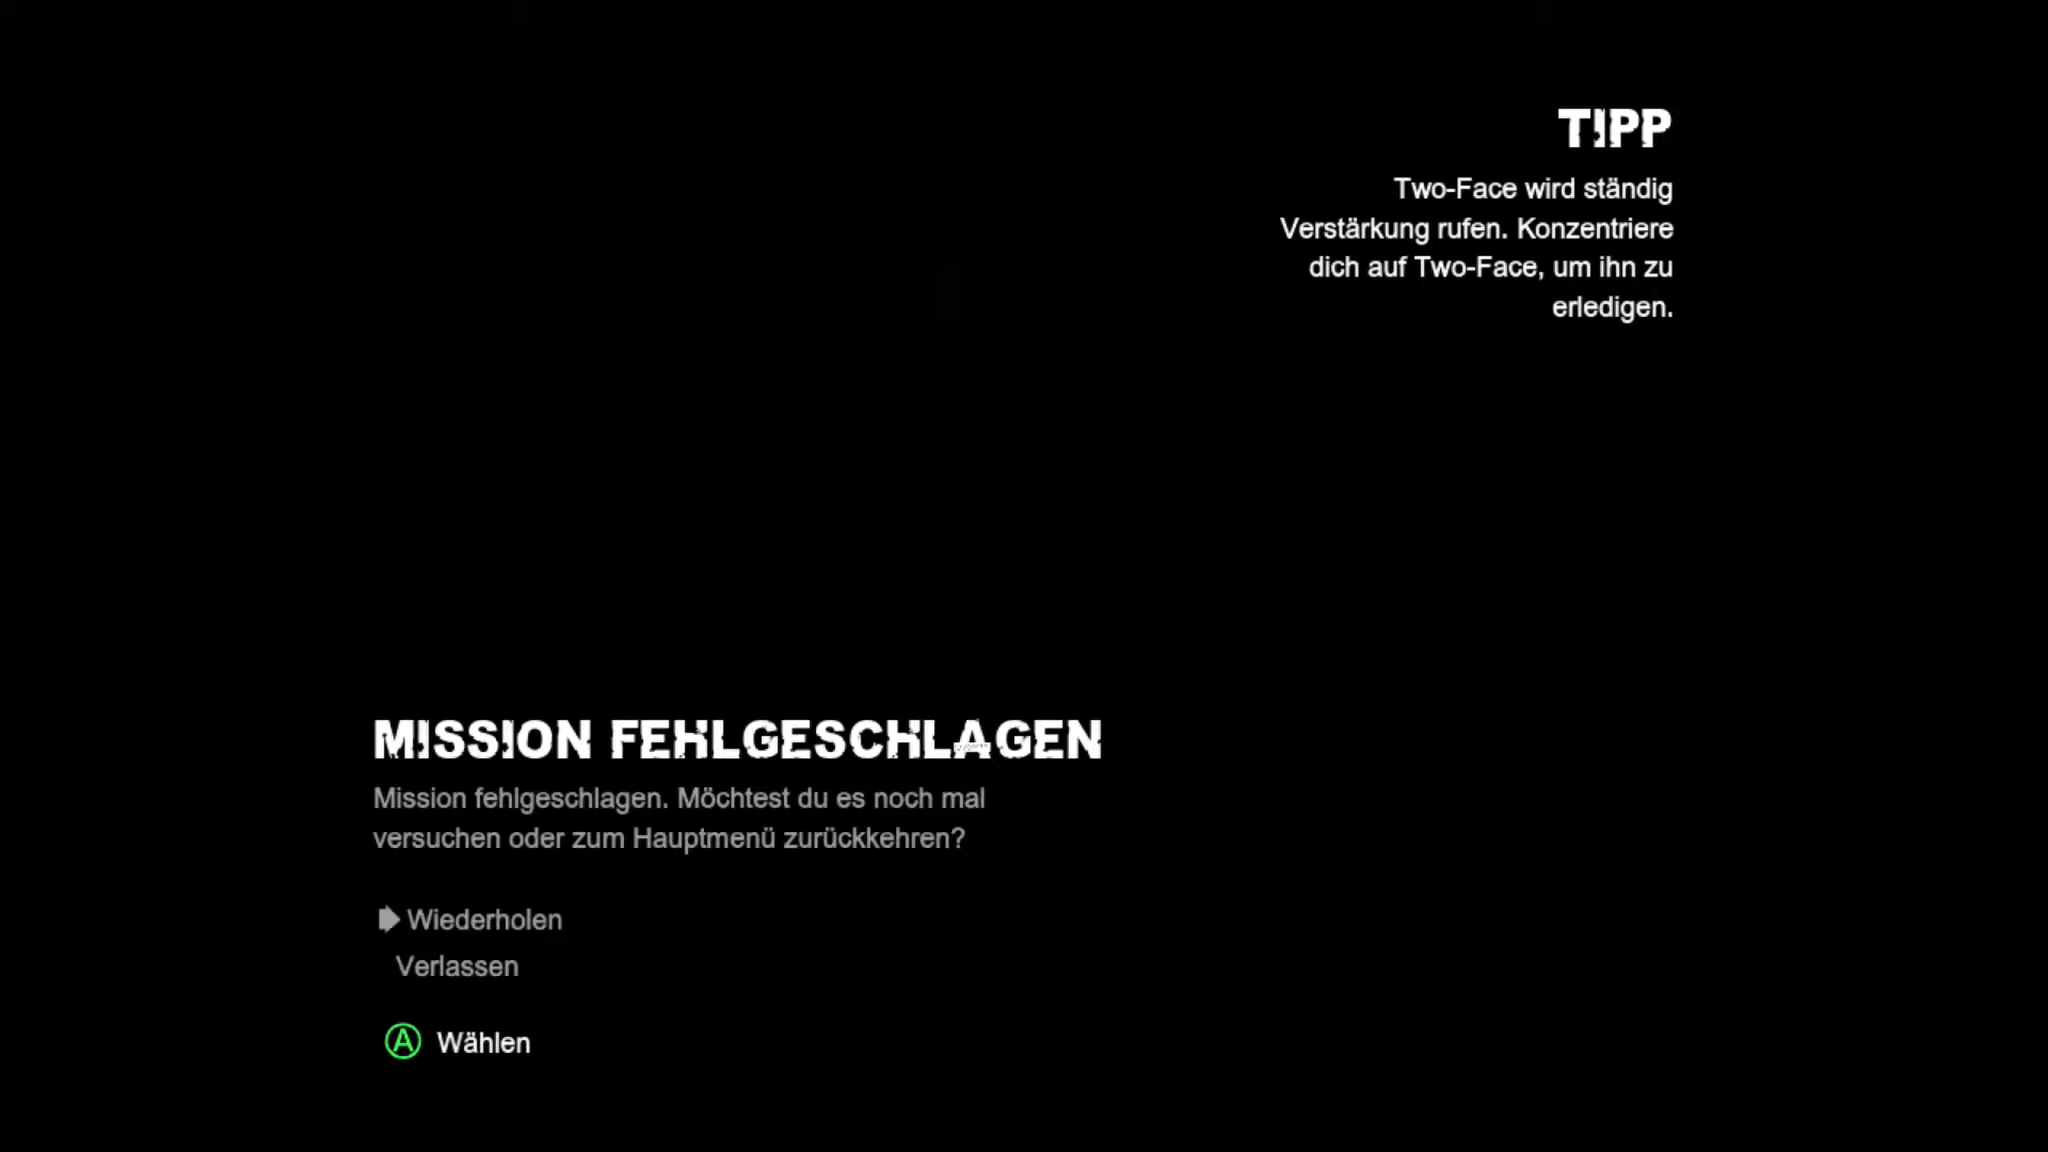 TIPP
Two-Face wird ständig
Verstärkung rufen. Konzentriere
dich auf Two-Face, um ihn zu
erledigen.
MISSION FEHLGESCHLAGEN
Mission fehlgeschlagen. Möchtest du es noch mal
versuchen oder zum Hauptmenü zurückkehren?
Wiederholen
Verlassen
A Wählen